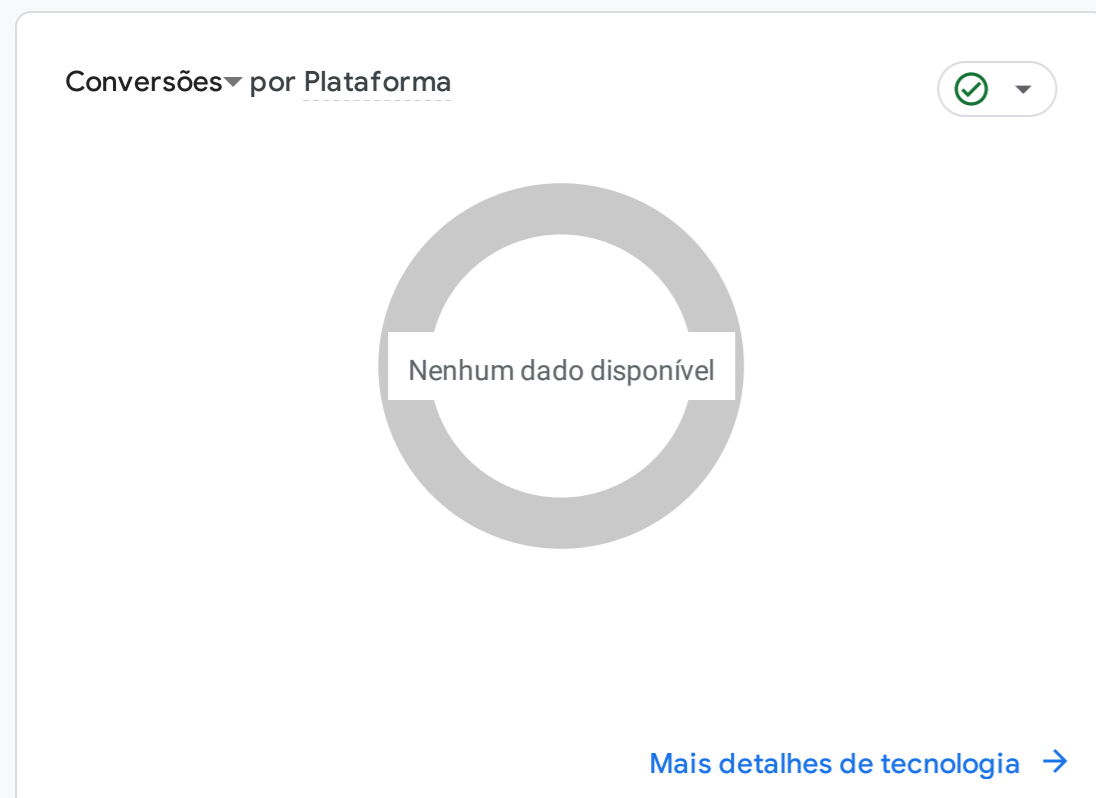 Conversões por Plataforma
Nenhum dado disponível
Mais detalhes de tecnologia